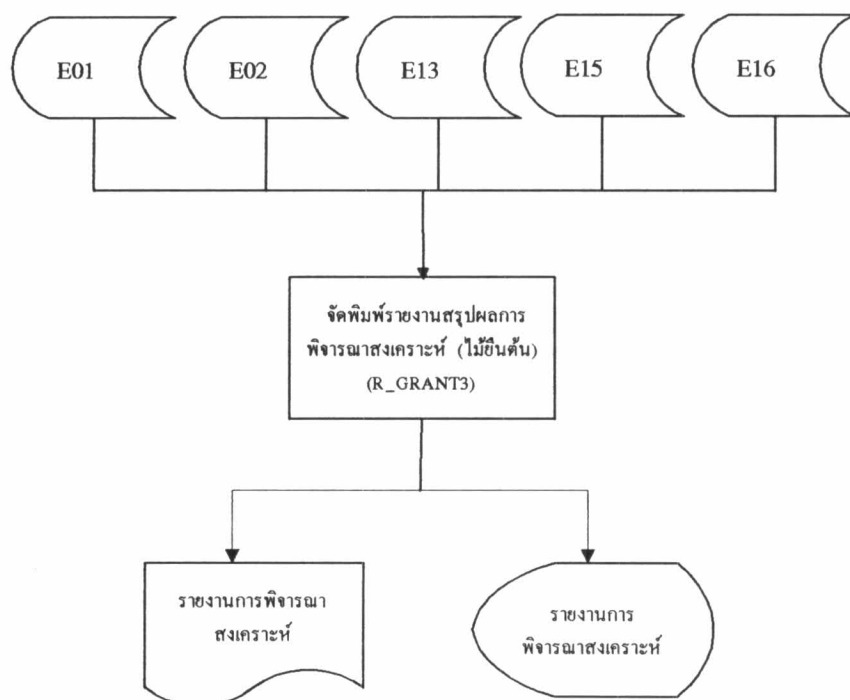 E01
E02
E13
E15
E16
จัดพิมพ์รายงานสรุปผลการ
พิจารณาสงเคราะห์ (ไม้ยืนต้น)
(R_GRANT3)
รายงานการพิจารณา
สงเคราะห์
รายงานการ
พิจารณาสงเคราะห์